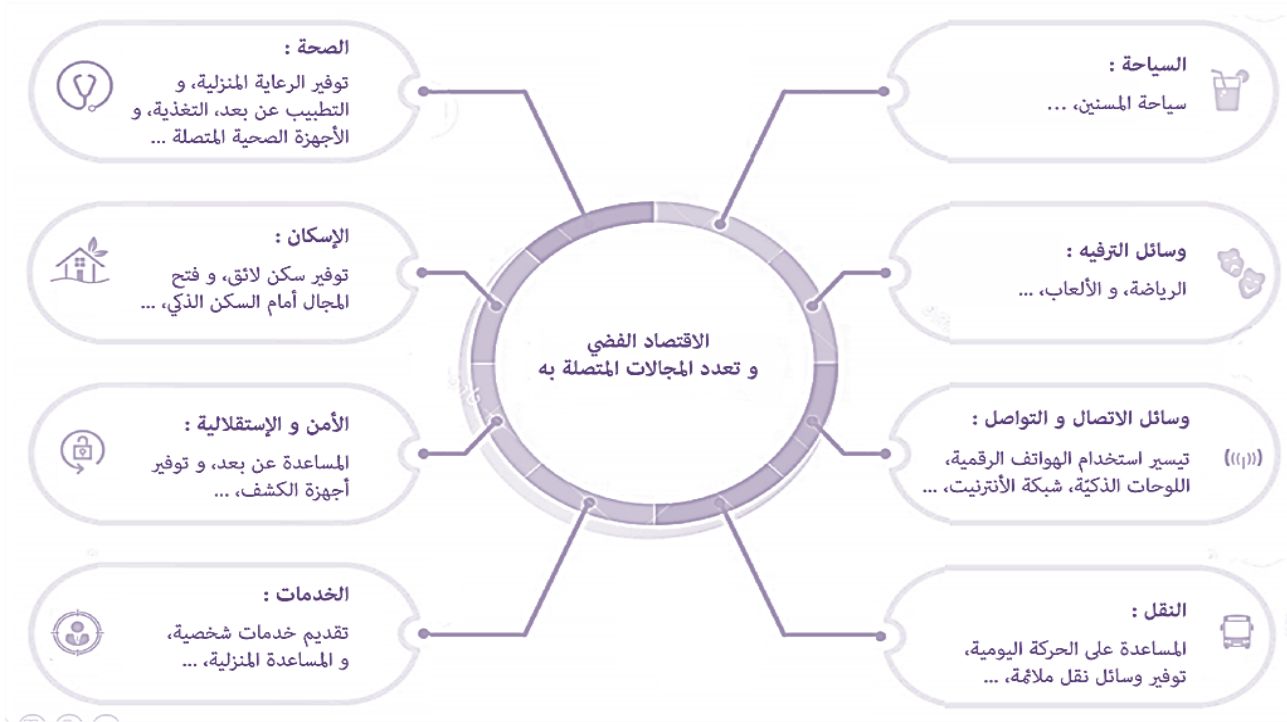 الاقتصاد الفضي
و تعدد المجالات المتصلة به
السياحة :
سياحة المسنين، ...
وسائل الترفيه :
الرياضة، و الألعاب، ...
وسائل الاتصال و التواصل :
تيسير استخدام الهواتف الرقمية،
اللوحات الذكيّة، شبكة الأنترنيت، ...
النقل :
المساعدة على الحركة اليومية،
توفير وسائل نقل ملائمة، ...
الصحة :
توفير الرعاية المنزلية، و
التطبيب عن بعد، التغذية، و
الأجهزة الصحية المتصلة ...
الإسكان :
توفير سكن لائق، و فتح
المجال أمام السكن الذكي، ...
الأمن و الإستقلالية :
المساعدة عن بعد، و توفير
أجهزة الكشف، ...
الخدمات :
تقديم خدمات شخصية،
و المساعدة المنزلية، ...